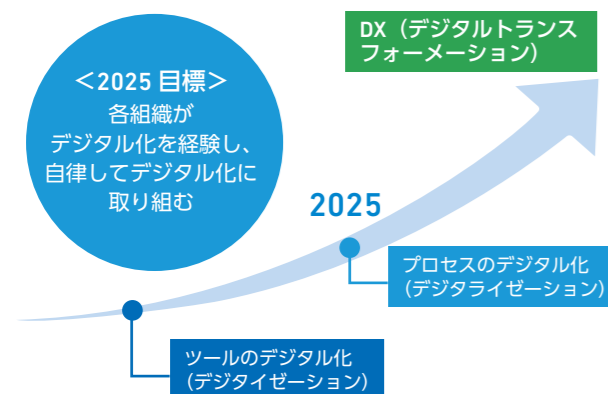 DX（デジタルトランス
フォーメーション）
＜2025 目標＞
各組織が
デジタル化を経験し、
自律してデジタル化に
取り組む
2025
プロセスのデジタル化
（デジタライゼーション）
ツールのデジタル化
（デジタイゼーション）